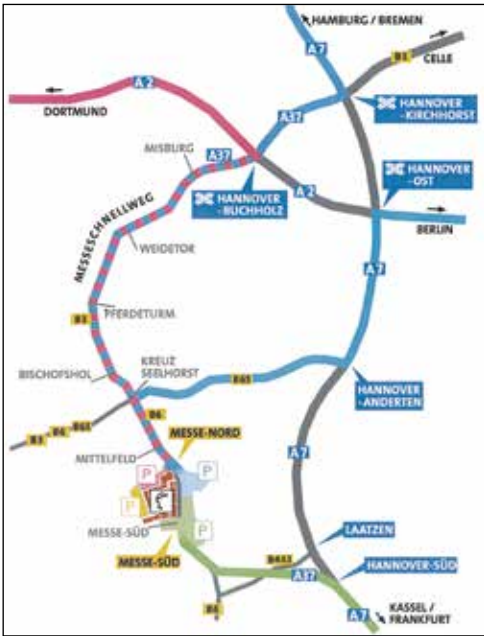 HAMBURG / BREMEN
A7
B3
CELLE
A2
DORTMUND
A37
HANNOVER
-KIRCHHORST
MISBURG
A37
HANNOVER
-OST
HANNOVER
-BUCHHOLZ
A2
BERLIN
MESSESCHNELLWEG
WEIDETOR
A7
B3
PFERDETURM
BISCHOFSHOL
KREUZ
SEELHORST
B65
HANNOVER
-ANDERTEN
B3
B6
B65
B6
MESSE-NORD
MITTELFELD
A7
P
P
P
P
MESSE-SÜD
LAATZEN
MESSE-SÜD
B443
HANNOVER-SÜD
A37
B6
A7
KASSEL /
FRANKFURT